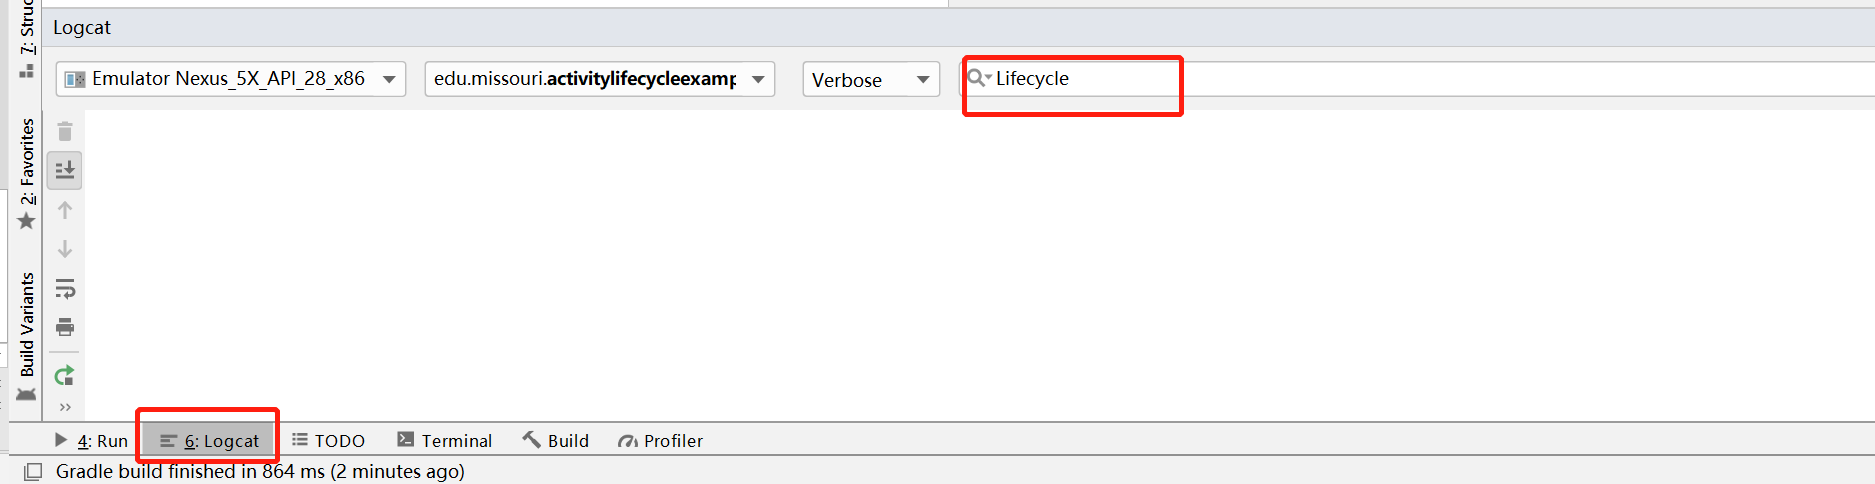 7: Struc
Logcat
Emulator Nexus_5X_API_28_x86
edu.missouri.activitylifecycleexamp
Verbose
Lifecycle
2: Favorites
Build Variants
4: Run
6: Logcat
TODO
Terminal
Build
Profiler
Gradle build finished in 864 ms (2 minutes ago)